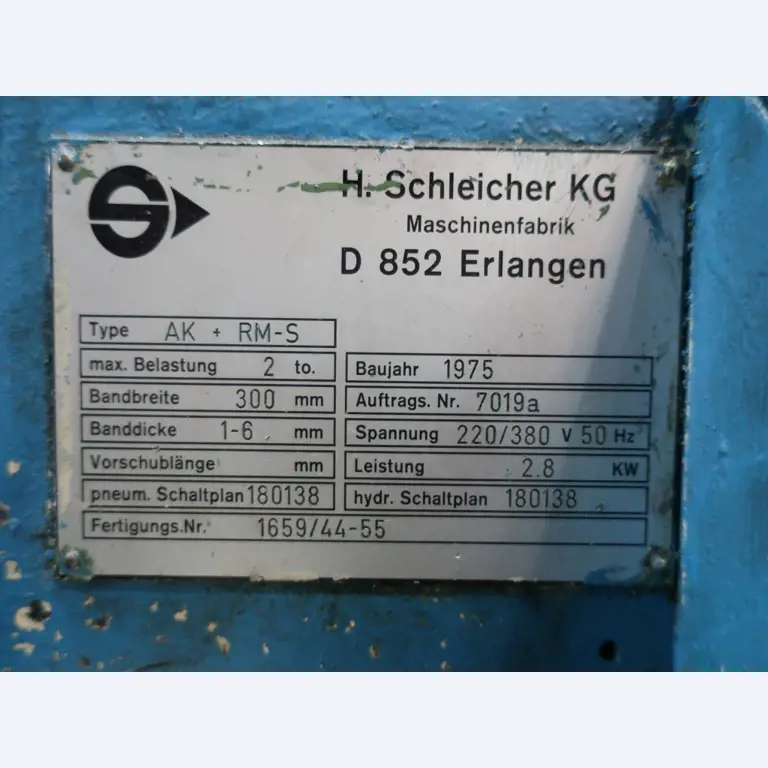 H. Schleicher KG
Maschinenfabrik
D 852 Erlangen
Type AK + RM-S
max. Belastung 2 to.
Baujahr 1975
Bandbreite 300 mm
Auftrags. Nr. 7019a
Banddicke 1-6 mm
Spannung 220/380 V 50 Hz
Vorschublänge mm
Leistung 2.8 KW
pneum. Schaltplan 180138
hydr. Schaltplan 180138
Fertigungs.Nr. 1659/44-55